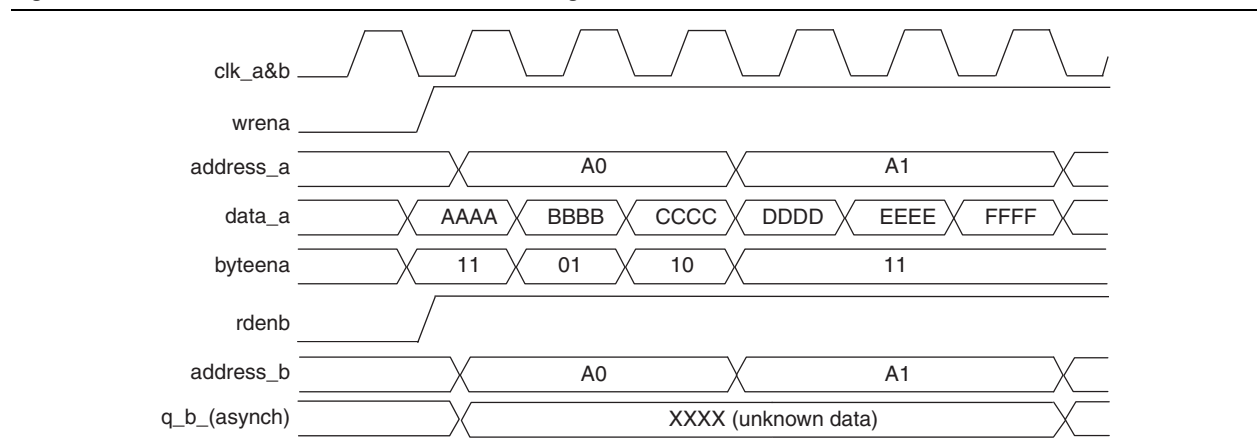 clk_a&b
wrena
address_a A0 A1
data_a AAAA BBBB CCCC DDDD EEEE FFFF
byteena 11 01 10 11
rdenb
address_b A0 A1
q_b_(asynch) XXXX (unknown data)